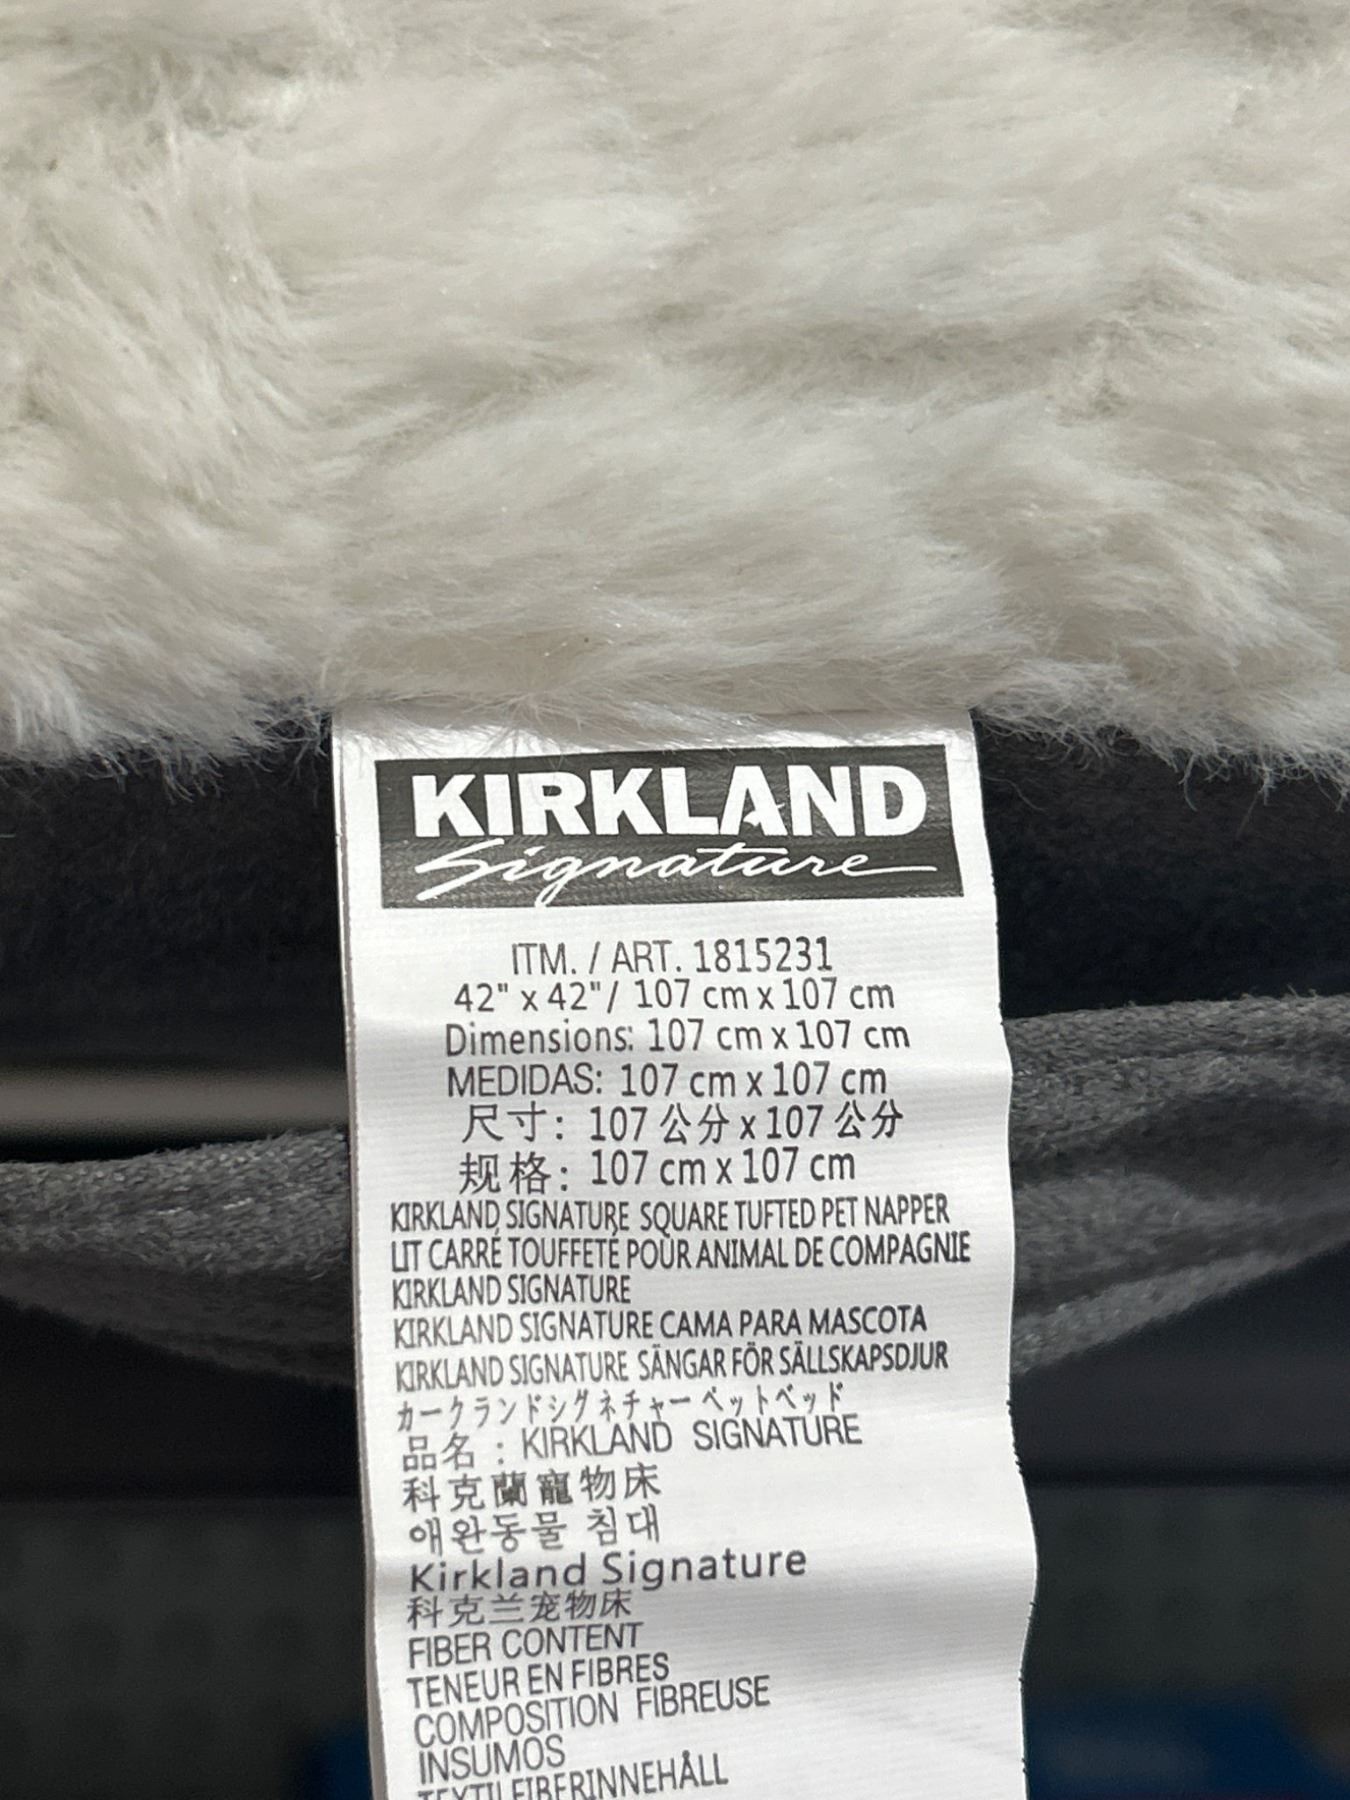 KIRKLAND
Signature
ITM. / ART. 1815231
42" x 42"/ 107 cm x 107 cm
Dimensions: 107 cm x 107 cm
MEDIDAS: 107 cm x 107 cm
尺寸: 107 公分 x 107 公分
规格: 107 cm x 107 cm
KIRKLAND SIGNATURE SQUARE TUFTED PET NAPPER
LIT CARRÉ TOUFFETÉ POUR ANIMAL DE COMPAGNIE
KIRKLAND SIGNATURE
KIRKLAND SIGNATURE CAMA PARA MASCOTA
KIRKLAND SIGNATURE SÄNGAR FÖR SÄLLSKAPSDJUR
カークランドシグネチャー ペットベッド
品名 : KIRKLAND SIGNATURE
科克蘭寵物床
애완동물 침대
Kirkland Signature
科克兰宠物床
FIBER CONTENT
TENEUR EN FIBRES
COMPOSITION FIBREUSE
INSUMOS
TEXTILFIBERINNEHÅLL